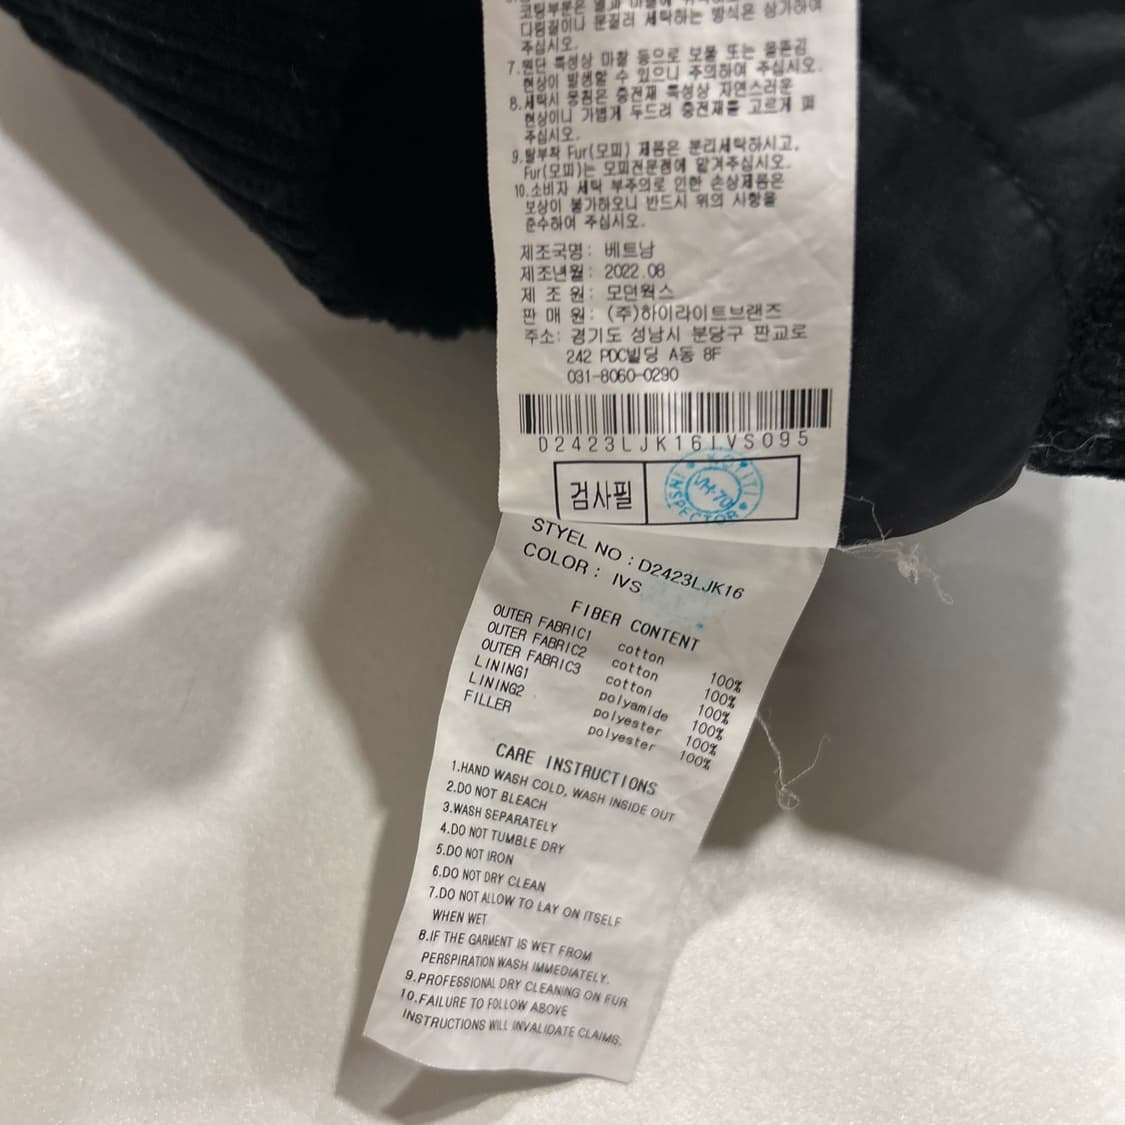 코팅부분은 열과 마찰에
다림질이나 문질러 세탁하는 방식은 삼가하여
주십시오.
7.원단 특성상 마찰 등으로 보풀 또는 올뜯김
현상이 발생할 수 있으니 주의하여 주십시오.
8.세탁시 뭉침은 충전재 특성상 자연스러운
현상이니 가볍게 두드려 충전재를 고르게 펴
주십시오.
9.탈부착 Fur(모피) 제품은 분리세탁하시고,
Fur(모피)는 모피전문점에 맡겨주십시오.
10.소비자 세탁 부주의로 인한 손상제품은
보상이 불가하오니 반드시 위의 사항을
준수하여 주십시오.
제조국명: 베트남
제조년월: 2022.08
제 조 원: 모던웍스
판 매 원: (주)하이라이트브랜즈
주소: 경기도 성남시 분당구 판교로
242 PDC빌딩 A동 8F
031-8060-0290
D2423LJK16IVS095
검사필
KOTITI
VH-70
INSPECTOR
STYEL NO : D2423LJK16
COLOR : IVS
FIBER CONTENT
OUTER FABRIC1 cotton 100%
OUTER FABRIC2 cotton 100%
OUTER FABRIC3 cotton 100%
LINING1 polyamide 100%
LINING2 polyester 100%
FILLER polyester 100%
CARE INSTRUCTIONS
1.HAND WASH COLD, WASH INSIDE OUT
2.DO NOT BLEACH
3.WASH SEPARATELY
4.DO NOT TUMBLE DRY
5.DO NOT IRON
6.DO NOT DRY CLEAN
7.DO NOT ALLOW TO LAY ON ITSELF
WHEN WET
8.IF THE GARMENT IS WET FROM
PERSPIRATION WASH IMMEDIATELY.
9.PROFESSIONAL DRY CLEANING ON FUR
10.FAILURE TO FOLLOW ABOVE
INSTRUCTIONS WILL INVALIDATE CLAIMS.